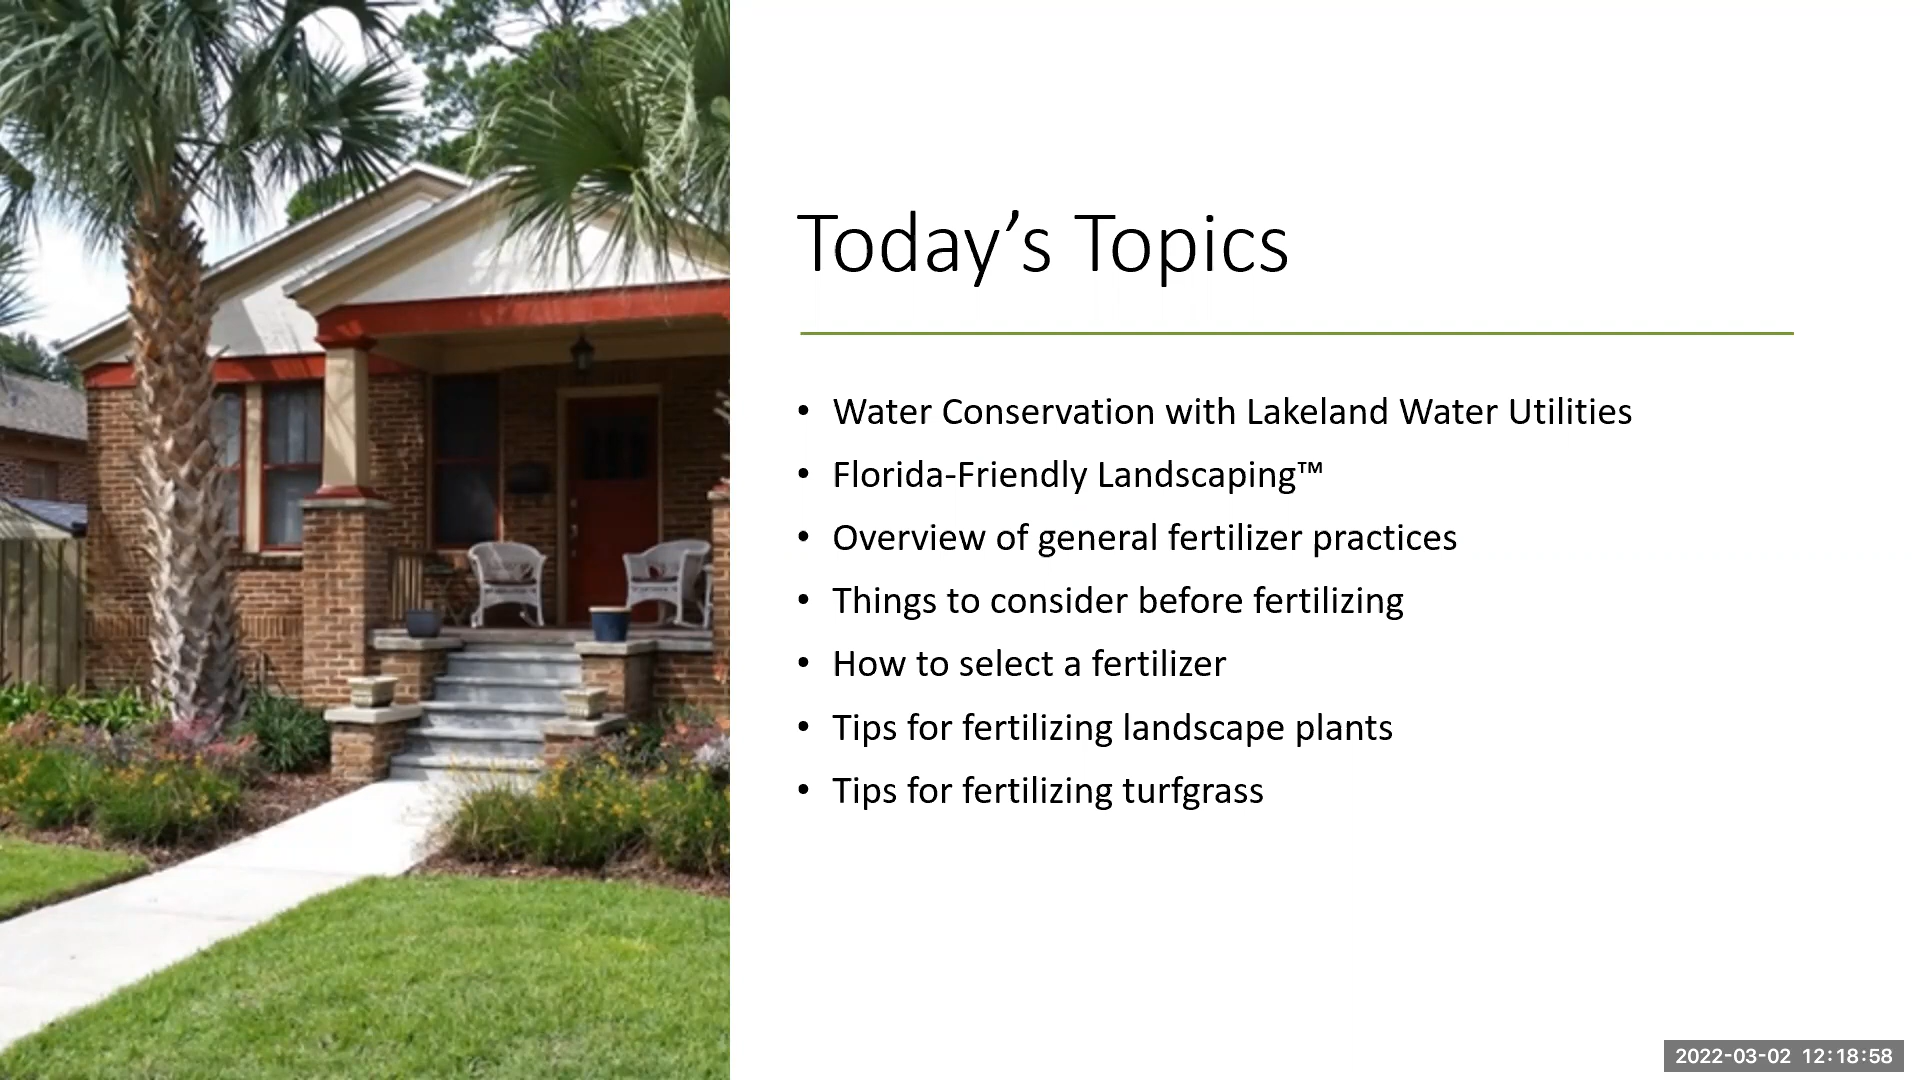 Today’s Topics
• Water Conservation with Lakeland Water Utilities
• Florida-Friendly Landscaping™
• Overview of general fertilizer practices
• Things to consider before fertilizing
• How to select a fertilizer
• Tips for fertilizing landscape plants
• Tips for fertilizing turfgrass
2022-03-02 12:18:58